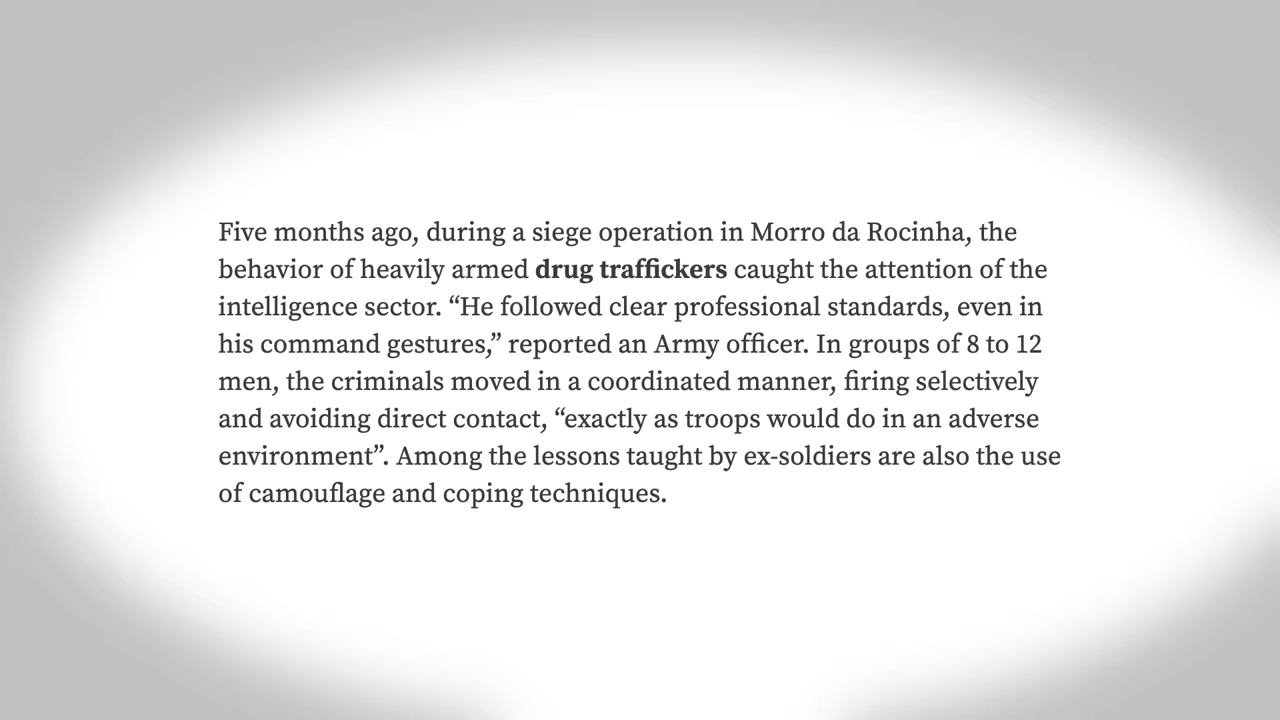 Five months ago, during a siege operation in Morro da Rocinha, the
behavior of heavily armed drug traffickers caught the attention of the
intelligence sector. “He followed clear professional standards, even in
his command gestures,” reported an Army officer. In groups of 8 to 12
men, the criminals moved in a coordinated manner, firing selectively
and avoiding direct contact, “exactly as troops would do in an adverse
environment”. Among the lessons taught by ex-soldiers are also the use
of camouflage and coping techniques.